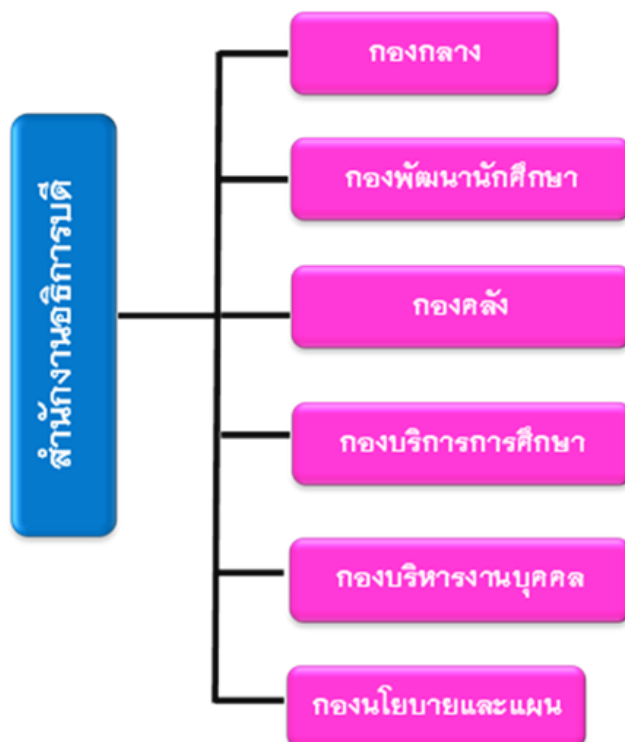 สำนักงานอธิการบดี
กองกลาง
กองพัฒนานักศึกษา
กองคลัง
กองบริการการศึกษา
กองบริหารงานบุคคล
กองนโยบายและแผน